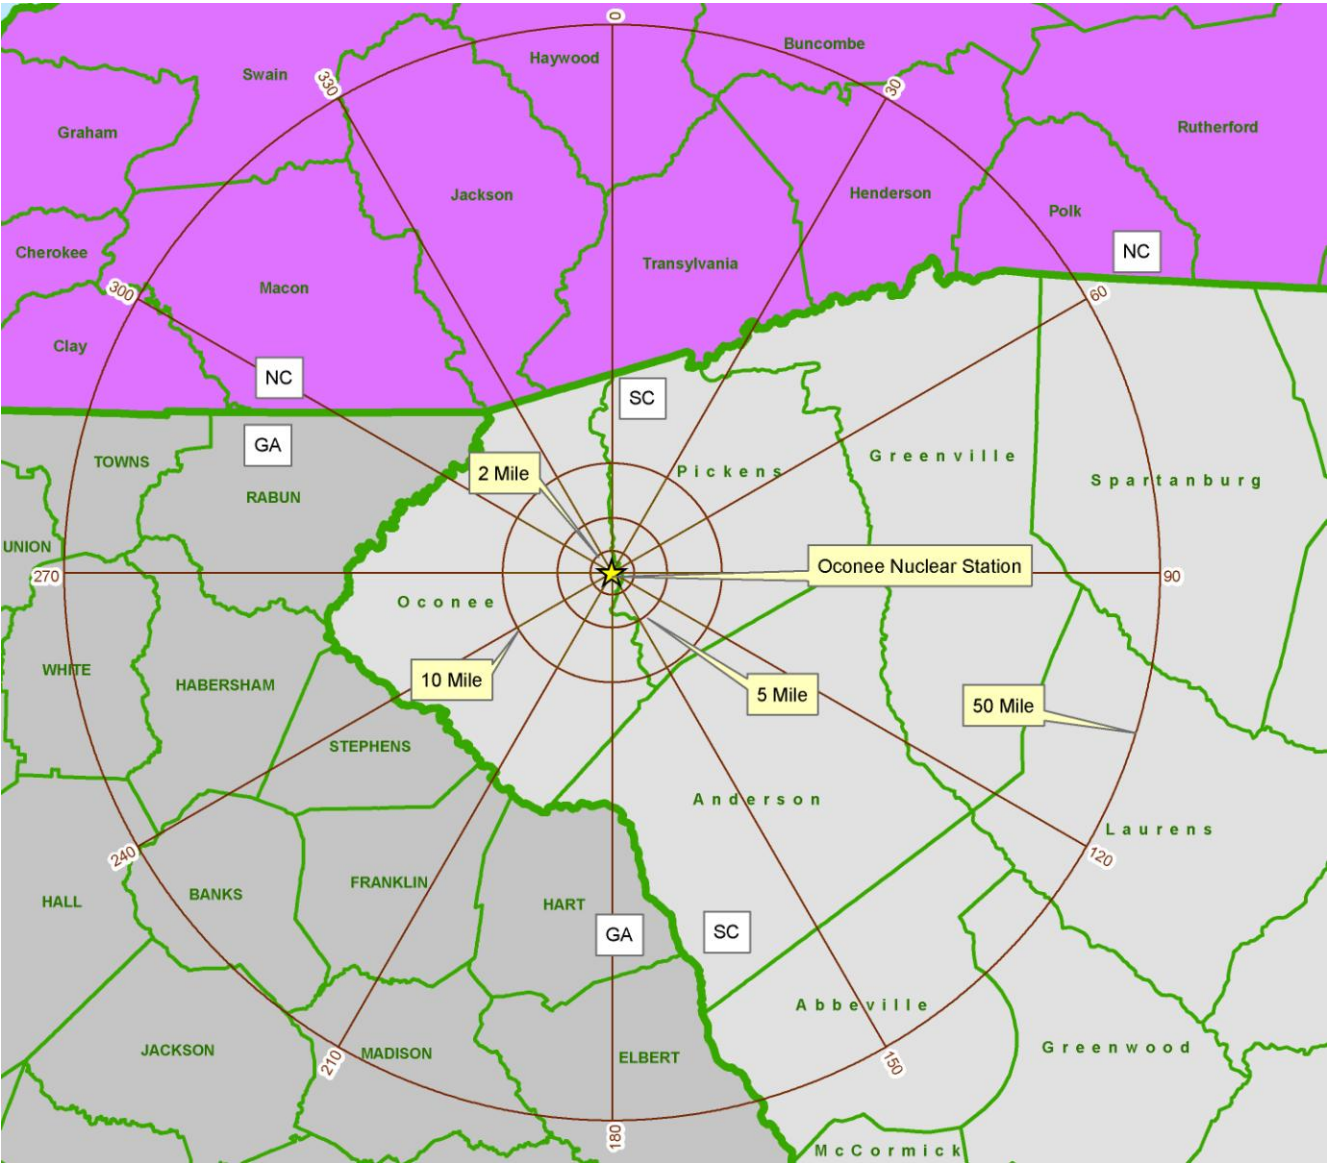 0
Buncombe
Haywood
Swain
330
30
Graham
Rutherford
Jackson
Henderson
Polk
Cherokee
NC
Transylvania
Macon
300
60
Clay
NC
SC
GA
Greenville
TOWNS
2 Mile
Pickens
Spartanburg
RABUN
UNION
Oconee Nuclear Station
270
90
Oconee
WHITE
HABERSHAM
10 Mile
5 Mile
50 Mile
STEPHENS
Anderson
Laurens
240
120
FRANKLIN
BANKS
HALL
HART
GA
SC
Abbeville
JACKSON
MADISON
210
ELBERT
150
Greenwood
180
McCormick